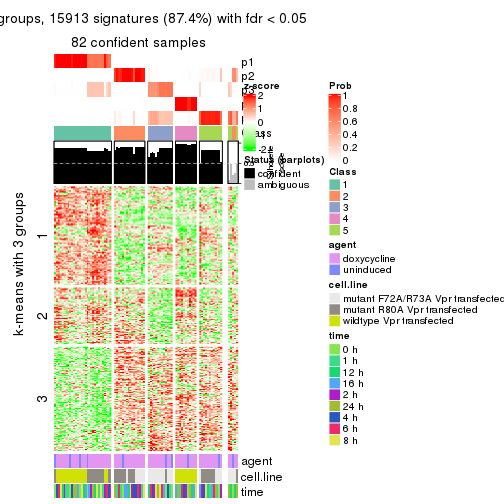 groups, 15913 signatures (87.4%) with fdr < 0.05
82 confident samples
p1
p2
p3
z-score
2
1
0
-1
-2
Status (barplots)
confident
ambiguous
Prob
1
0.8
0.6
0.4
0.2
0
Class
1
2
3
4
5
agent
doxycycline
uninduced
cell.line
mutant F72A/R73A Vpr transfected
mutant R80A Vpr transfected
wildtype Vpr transfected
time
0 h
1 h
12 h
16 h
2 h
24 h
4 h
6 h
8 h
k-means with 3 groups
1
2
3
agent
cell.line
time